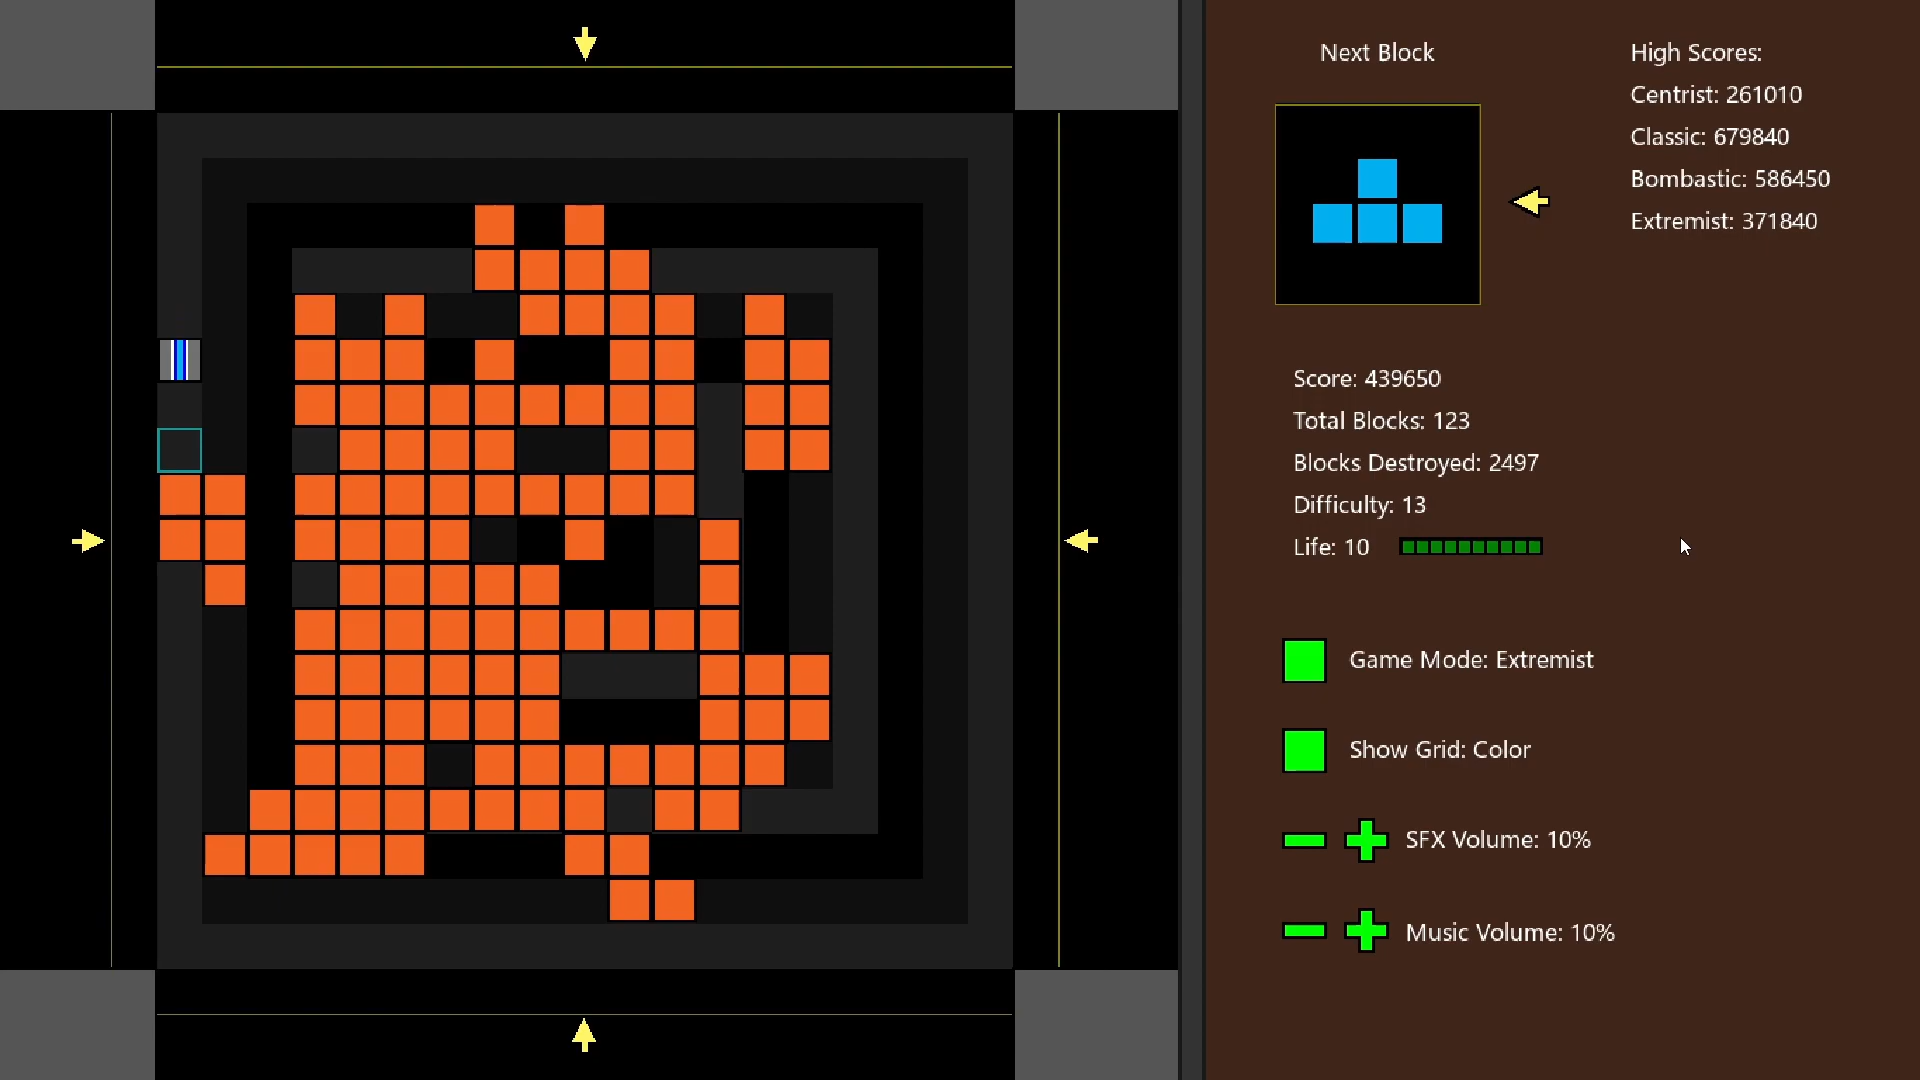 Next Block
High Scores:
Centrist: 261010
Classic: 679840
Bombastic: 586450
Extremist: 371840
Score: 439650
Total Blocks: 123
Blocks Destroyed: 2497
Difficulty: 13
Life: 10
Game Mode: Extremist
Show Grid: Color
SFX Volume: 10%
Music Volume: 10%